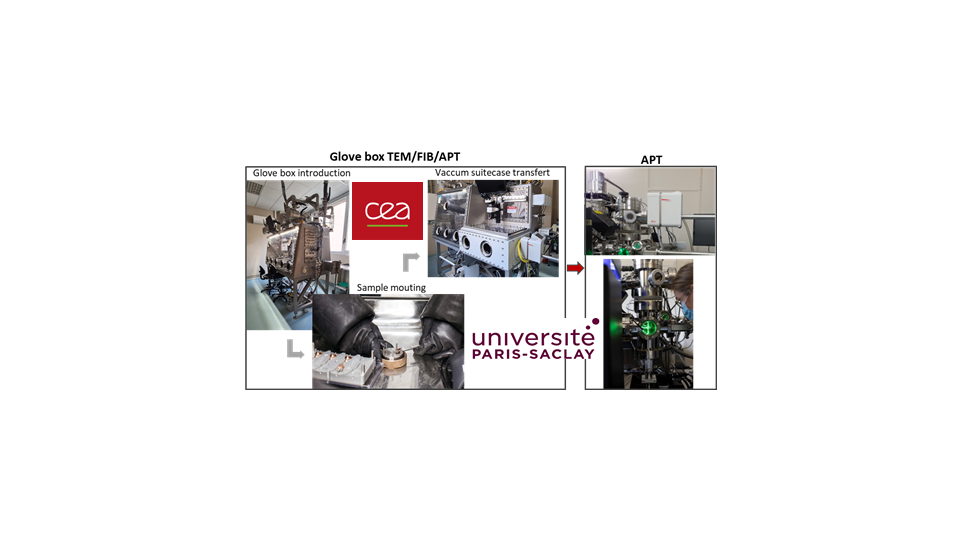 Glove box TEM/FIB/APT
APT
Glove box introduction
Vaccum suitecase transfert
cea
Sample mouting
université
PARIS-SACLAY